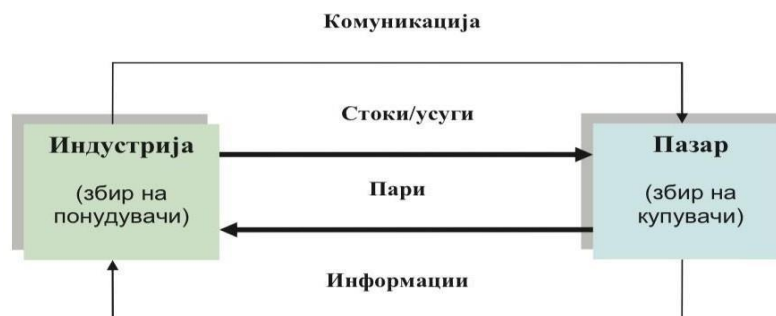 Комуникација
Стоки/усуги
Индустрија
(збир на
понудувачи)
Пазар
(збир на
купувачи)
Пари
Информации